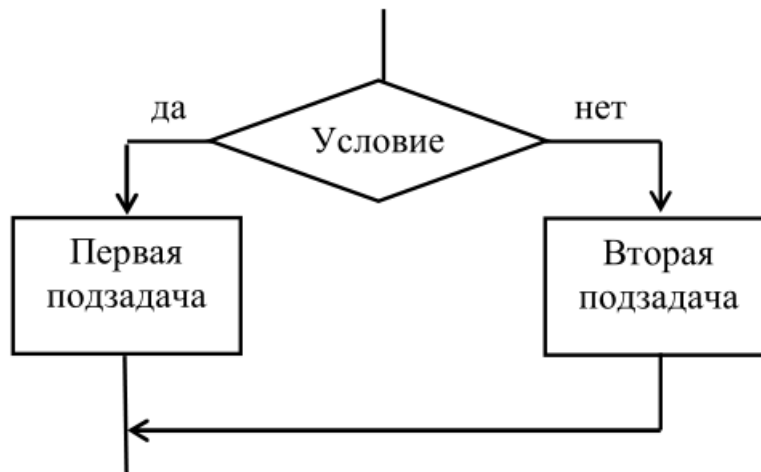 да
нет
Условие
Первая
подзадача
Вторая
подзадача